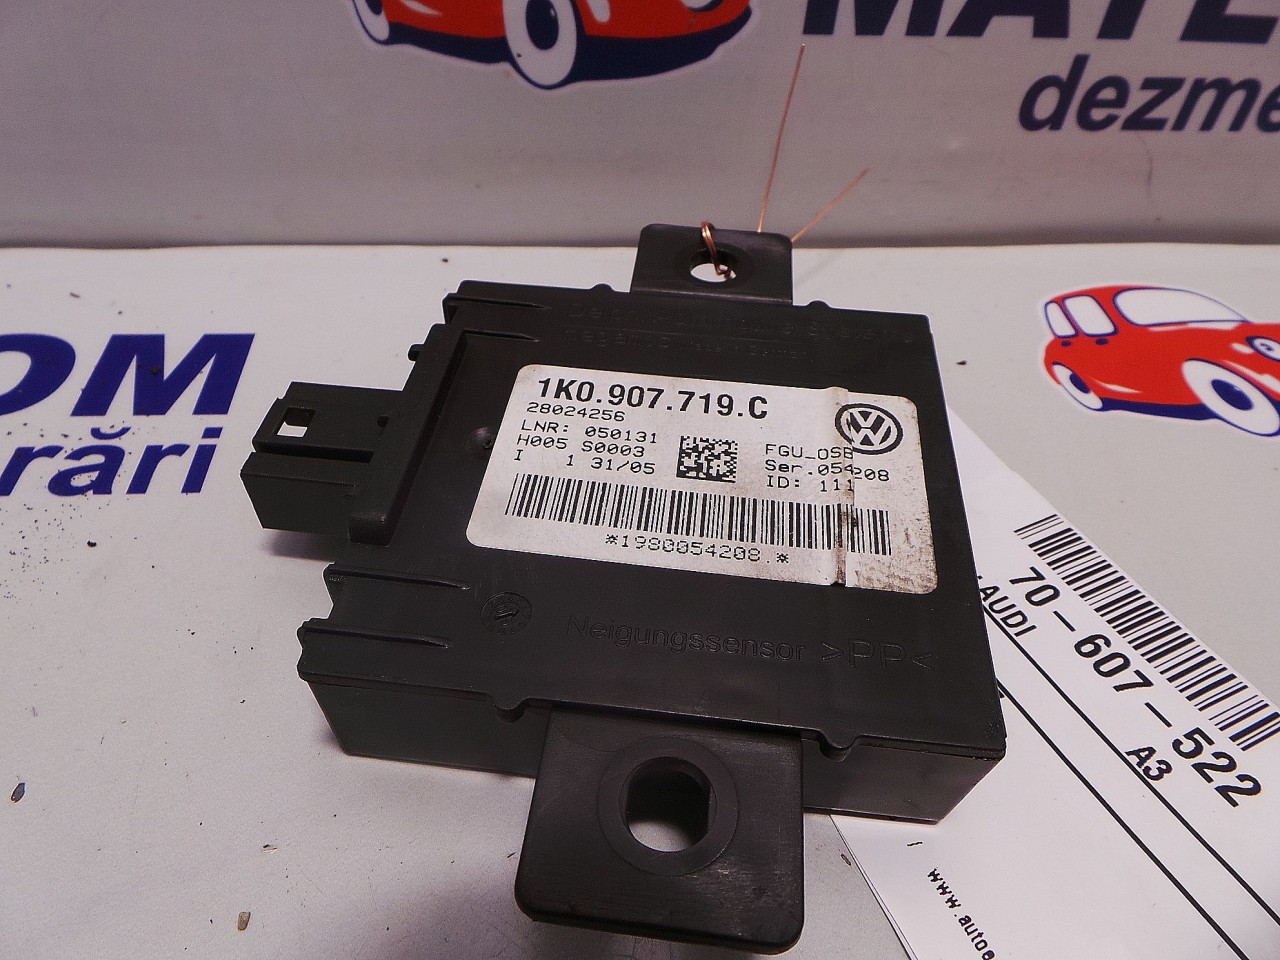 MATE
dezme
OM
rări
1K0.907.719.C
28024256
LNR: 050131
H005 S0003
I 1 31/05
FGU_OSB
Ser.054208
ID: 111
*1980054208.*
Neigungssensor >PP<
70-607-522
AUDI
A3
www.autoe